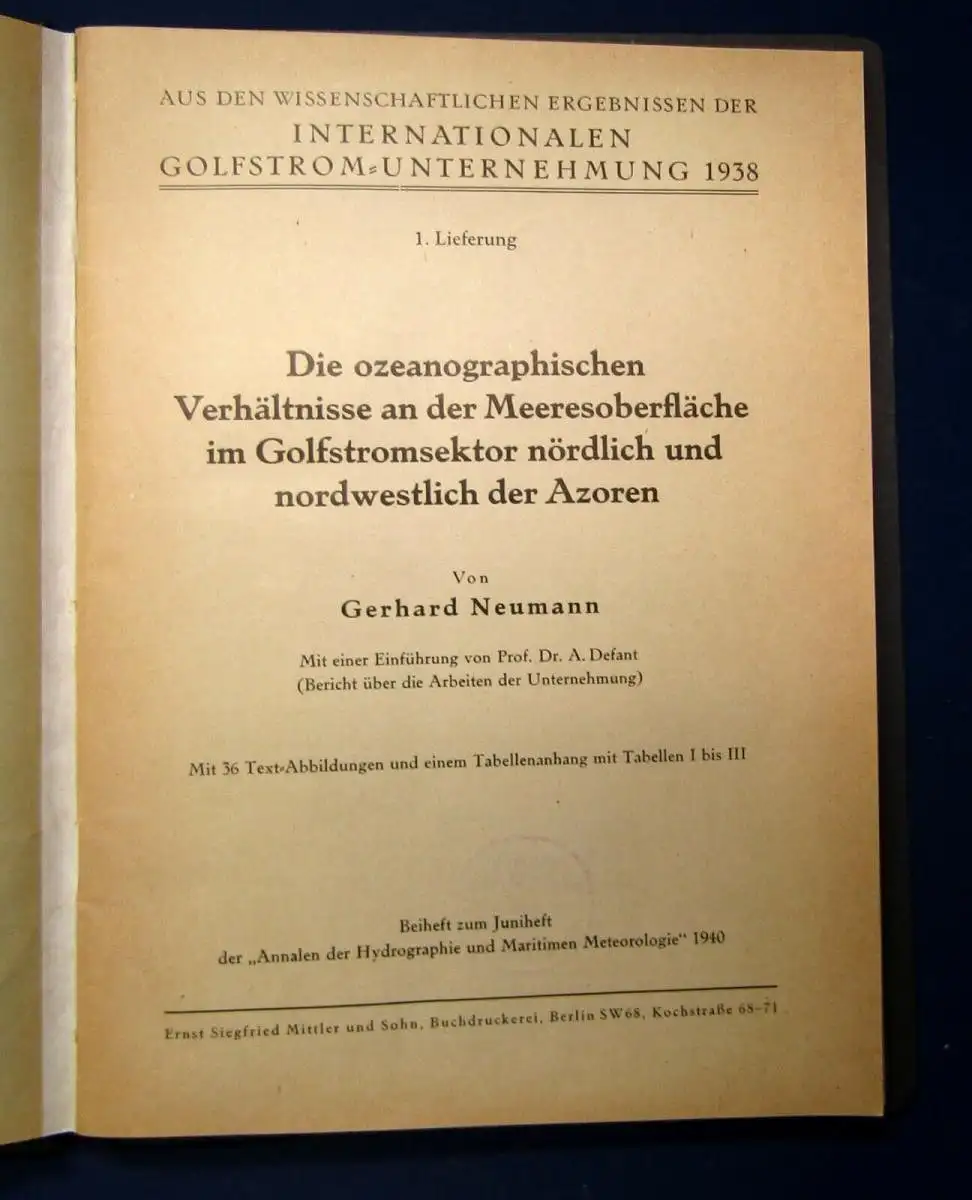 AUS DEN WISSENSCHAFTLICHEN ERGEBNISSEN DER
INTERNATIONALEN
GOLFSTROM=UNTERNEHMUNG 1938
1. Lieferung
Die ozeanographischen
Verhältnisse an der Meeresoberfläche
im Golfstromsektor nördlich und
nordwestlich der Azoren
Von
Gerhard Neumann
Mit einer Einführung von Prof. Dr. A. Defant
(Bericht über die Arbeiten der Unternehmung)
Mit 36 Text=Abbildungen und einem Tabellenanhang mit Tabellen I bis III
Beiheft zum Juniheft
der „Annalen der Hydrographie und Maritimen Meteorologie“ 1940
Ernst Siegfried Mittler und Sohn, Buchdruckerei, Berlin SW68, Kochstraße 68–71